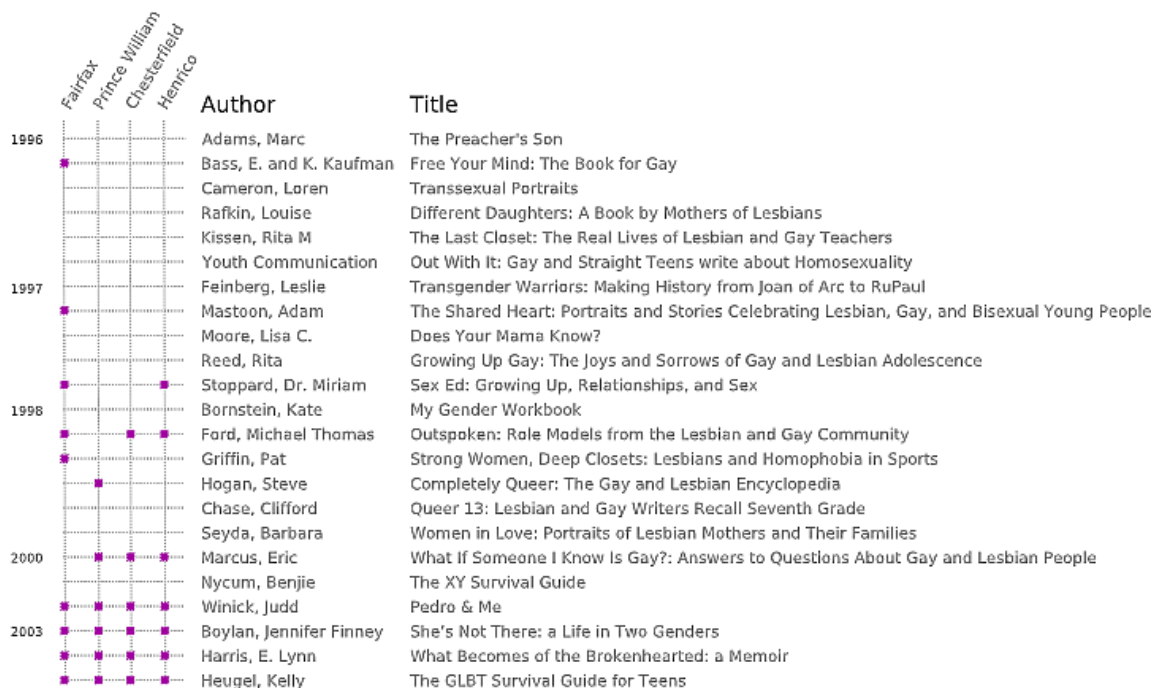 Fairfax
Prince William
Chesterfield
Henrico
Author Title
1996 Adams, Marc The Preacher's Son
Bass, E. and K. Kaufman Free Your Mind: The Book for Gay
Cameron, Loren Transsexual Portraits
Rafkin, Louise Different Daughters: A Book by Mothers of Lesbians
Kissen, Rita M The Last Closet: The Real Lives of Lesbian and Gay Teachers
Youth Communication Out With It: Gay and Straight Teens write about Homosexuality
1997 Feinberg, Leslie Transgender Warriors: Making History from Joan of Arc to RuPaul
Mastoon, Adam The Shared Heart: Portraits and Stories Celebrating Lesbian, Gay, and Bisexual Young People
Moore, Lisa C. Does Your Mama Know?
Reed, Rita Growing Up Gay: The Joys and Sorrows of Gay and Lesbian Adolescence
Stoppard, Dr. Miriam Sex Ed: Growing Up, Relationships, and Sex
1998 Bornstein, Kate My Gender Workbook
Ford, Michael Thomas Outspoken: Role Models from the Lesbian and Gay Community
Griffin, Pat Strong Women, Deep Closets: Lesbians and Homophobia in Sports
Hogan, Steve Completely Queer: The Gay and Lesbian Encyclopedia
Chase, Clifford Queer 13: Lesbian and Gay Writers Recall Seventh Grade
Seyda, Barbara Women in Love: Portraits of Lesbian Mothers and Their Families
2000 Marcus, Eric What If Someone I Know Is Gay?: Answers to Questions About Gay and Lesbian People
Nycum, Benjie The XY Survival Guide
Winick, Judd Pedro & Me
2003 Boylan, Jennifer Finney She's Not There: a Life in Two Genders
Harris, E. Lynn What Becomes of the Brokenhearted: a Memoir
Heugel, Kelly The GLBT Survival Guide for Teens